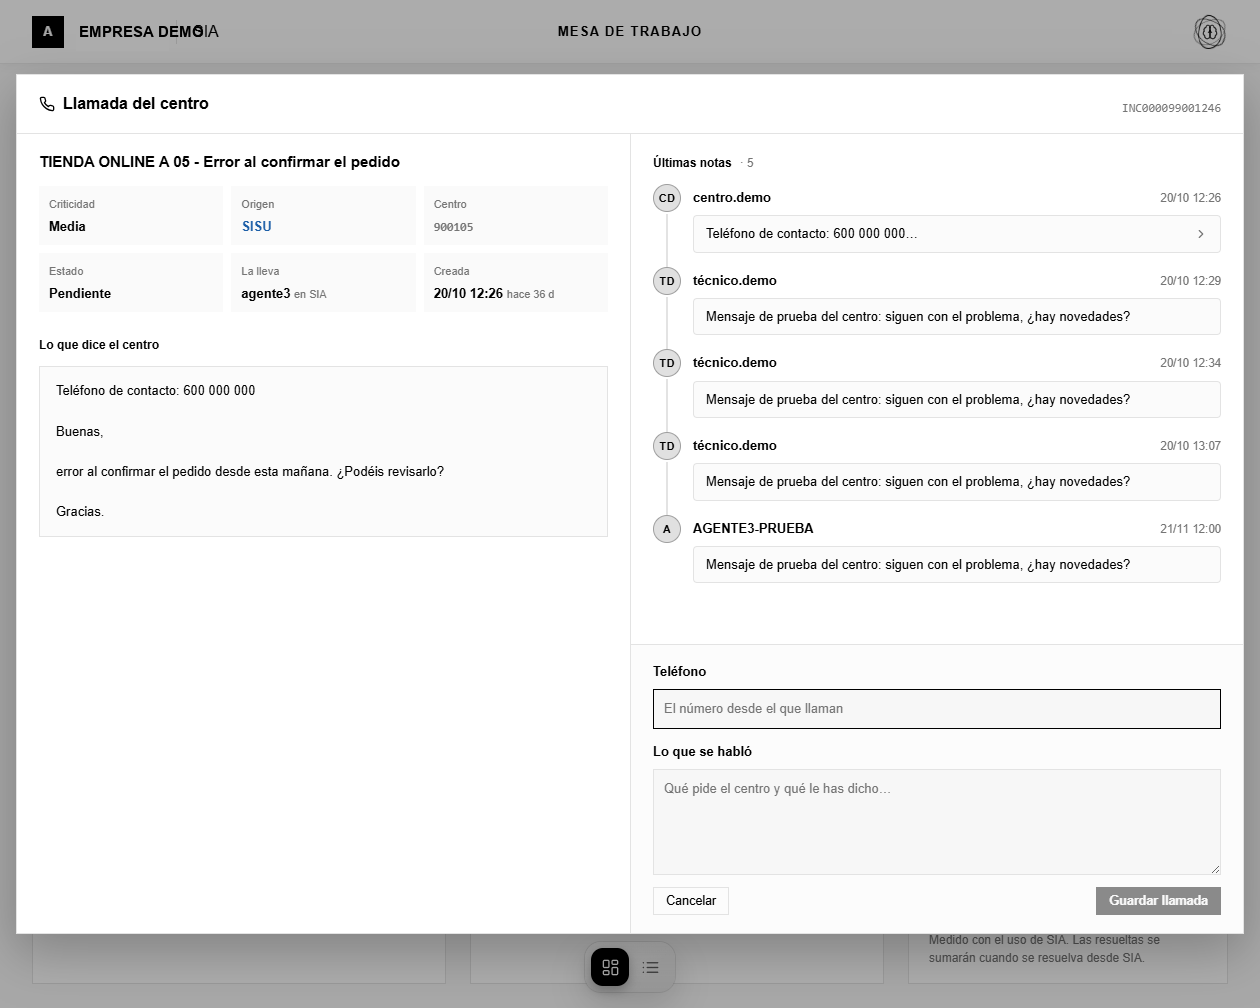 A EMPRESA DEMO SIA
MESA DE TRABAJO
Llamada del centro
INC000099001246
TIENDA ONLINE A 05 - Error al confirmar el pedido
Criticidad
Media
Origen
SISU
Centro
900105
Estado
Pendiente
La lleva
agente3 en SIA
Creada
20/10 12:26 hace 36 d
Lo que dice el centro
Teléfono de contacto: 600 000 000
Buenas,
error al confirmar el pedido desde esta mañana. ¿Podéis revisarlo?
Gracias.
Últimas notas · 5
CD centro.demo 20/10 12:26
Teléfono de contacto: 600 000 000...
TD técnico.demo 20/10 12:29
Mensaje de prueba del centro: siguen con el problema, ¿hay novedades?
TD técnico.demo 20/10 12:34
Mensaje de prueba del centro: siguen con el problema, ¿hay novedades?
TD técnico.demo 20/10 13:07
Mensaje de prueba del centro: siguen con el problema, ¿hay novedades?
A AGENTE3-PRUEBA 21/11 12:00
Mensaje de prueba del centro: siguen con el problema, ¿hay novedades?
Teléfono
El número desde el que llaman
Lo que se habló
Qué pide el centro y qué le has dicho...
Cancelar
Guardar llamada
Medido con el uso de SIA. Las resueltas se
sumarán cuando se resuelva desde SIA.